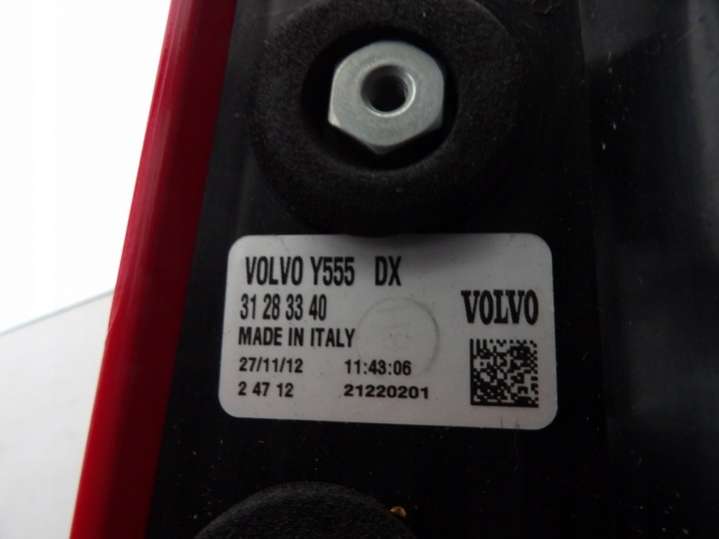 VOLVO Y555 DX
31 28 33 40
VOLVO
MADE IN ITALY
27/11/12 11:43:06
2 47 12 21220201